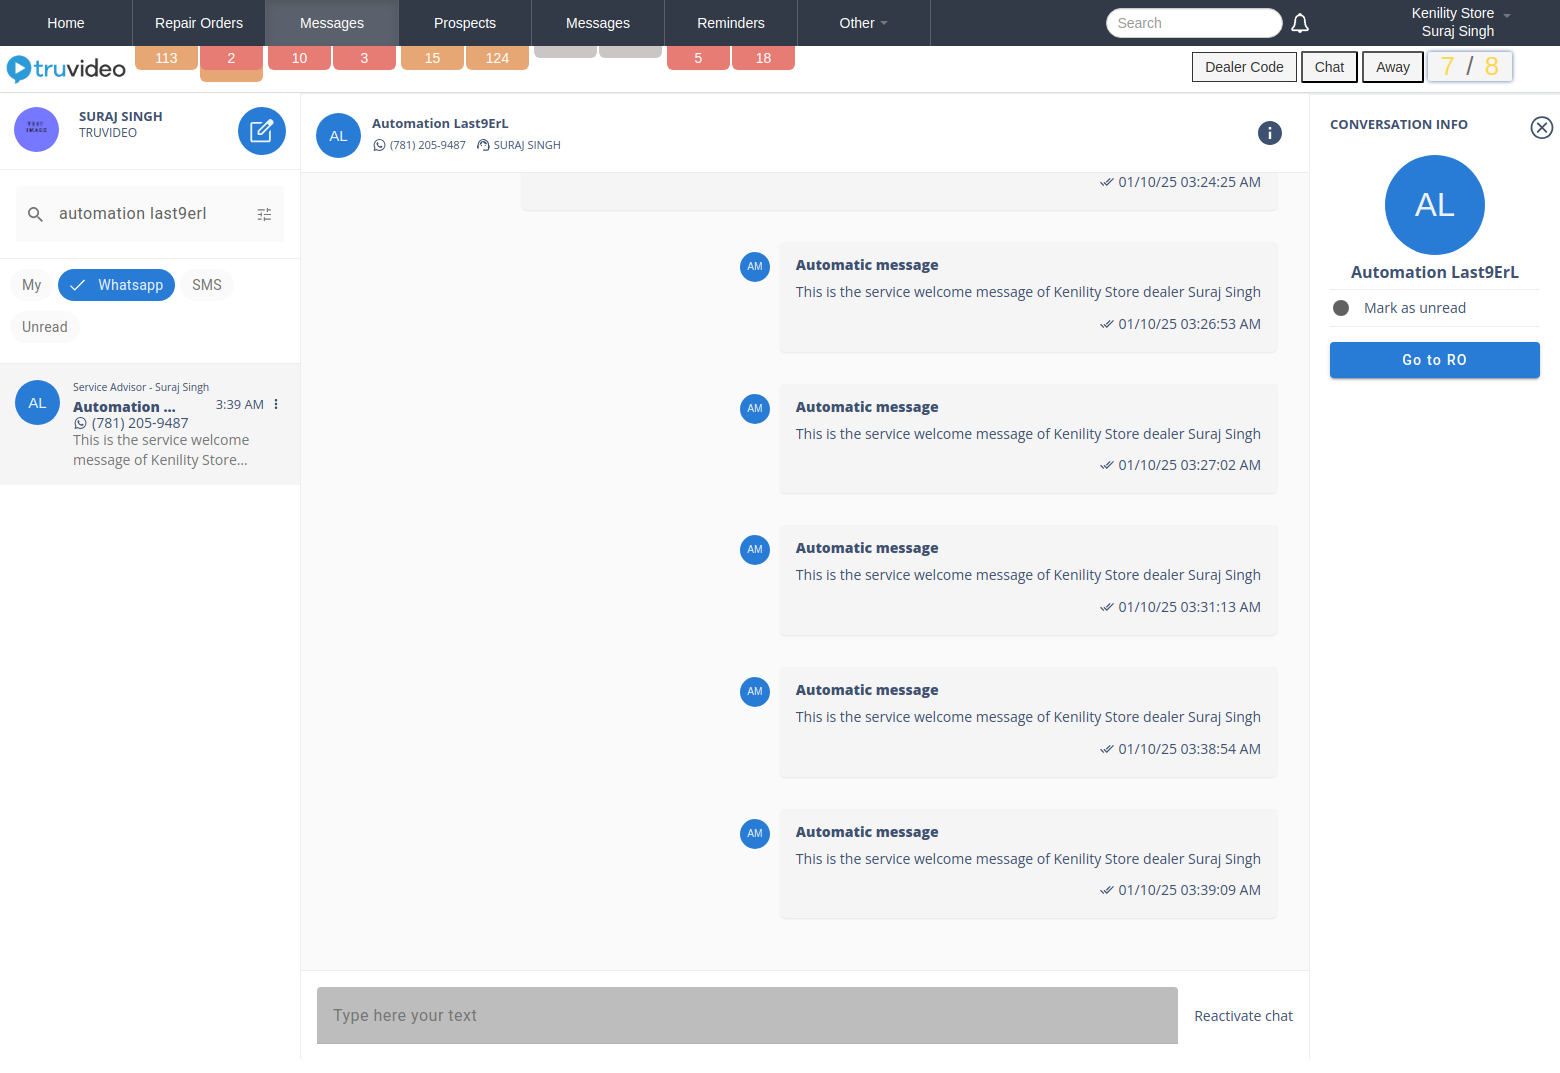 Home
Repair Orders
Messages
Prospects
Messages
Reminders
Other
Search
Kenility Store
Suraj Singh
truvideo
113
2
10
3
15
124
5
18
Dealer Code
Chat
Away
7 / 8
TEXT
IMAGE
SURAJ SINGH
TRUVIDEO
automation last9erl
My
Whatsapp
SMS
Unread
AL
Service Advisor - Suraj Singh
Automation ...
3:39 AM
(781) 205-9487
This is the service welcome
message of Kenility Store...
AL
Automation Last9ErL
(781) 205-9487
SURAJ SINGH
01/10/25 03:24:25 AM
AM
Automatic message
This is the service welcome message of Kenility Store dealer Suraj Singh
01/10/25 03:26:53 AM
AM
Automatic message
This is the service welcome message of Kenility Store dealer Suraj Singh
01/10/25 03:27:02 AM
AM
Automatic message
This is the service welcome message of Kenility Store dealer Suraj Singh
01/10/25 03:31:13 AM
AM
Automatic message
This is the service welcome message of Kenility Store dealer Suraj Singh
01/10/25 03:38:54 AM
AM
Automatic message
This is the service welcome message of Kenility Store dealer Suraj Singh
01/10/25 03:39:09 AM
Type here your text
Reactivate chat
CONVERSATION INFO
AL
Automation Last9ErL
Mark as unread
Go to RO